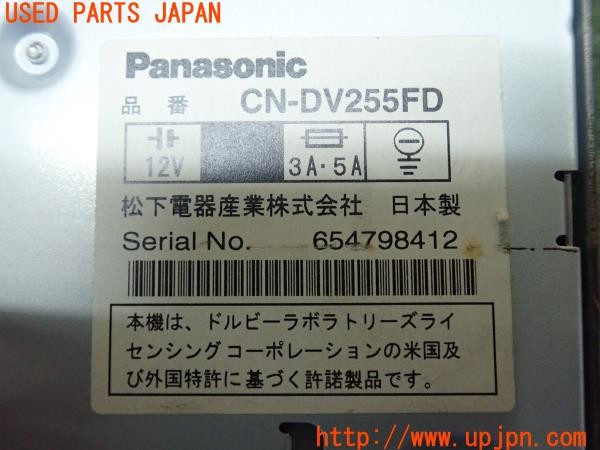 USED PARTS JAPAN
Panasonic
品 番 CN-DV255FD
12V 3A・5A
松下電器産業株式会社 日本製
Serial No. 654798412
本機は、ドルビーラボラトリーズライ
センシングコーポレーションの米国及
び外国特許に基づく許諾製品です。
http://www.upjpn.com